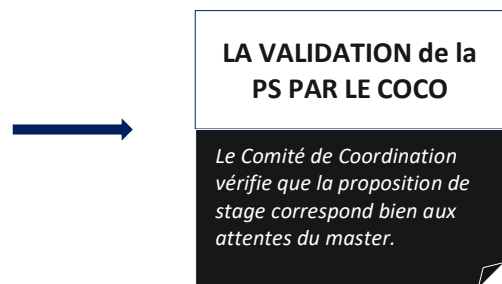 LA VALIDATION de la
PS PAR LE COCO
Le Comité de Coordination
vérifie que la proposition de
stage correspond bien aux
attentes du master.